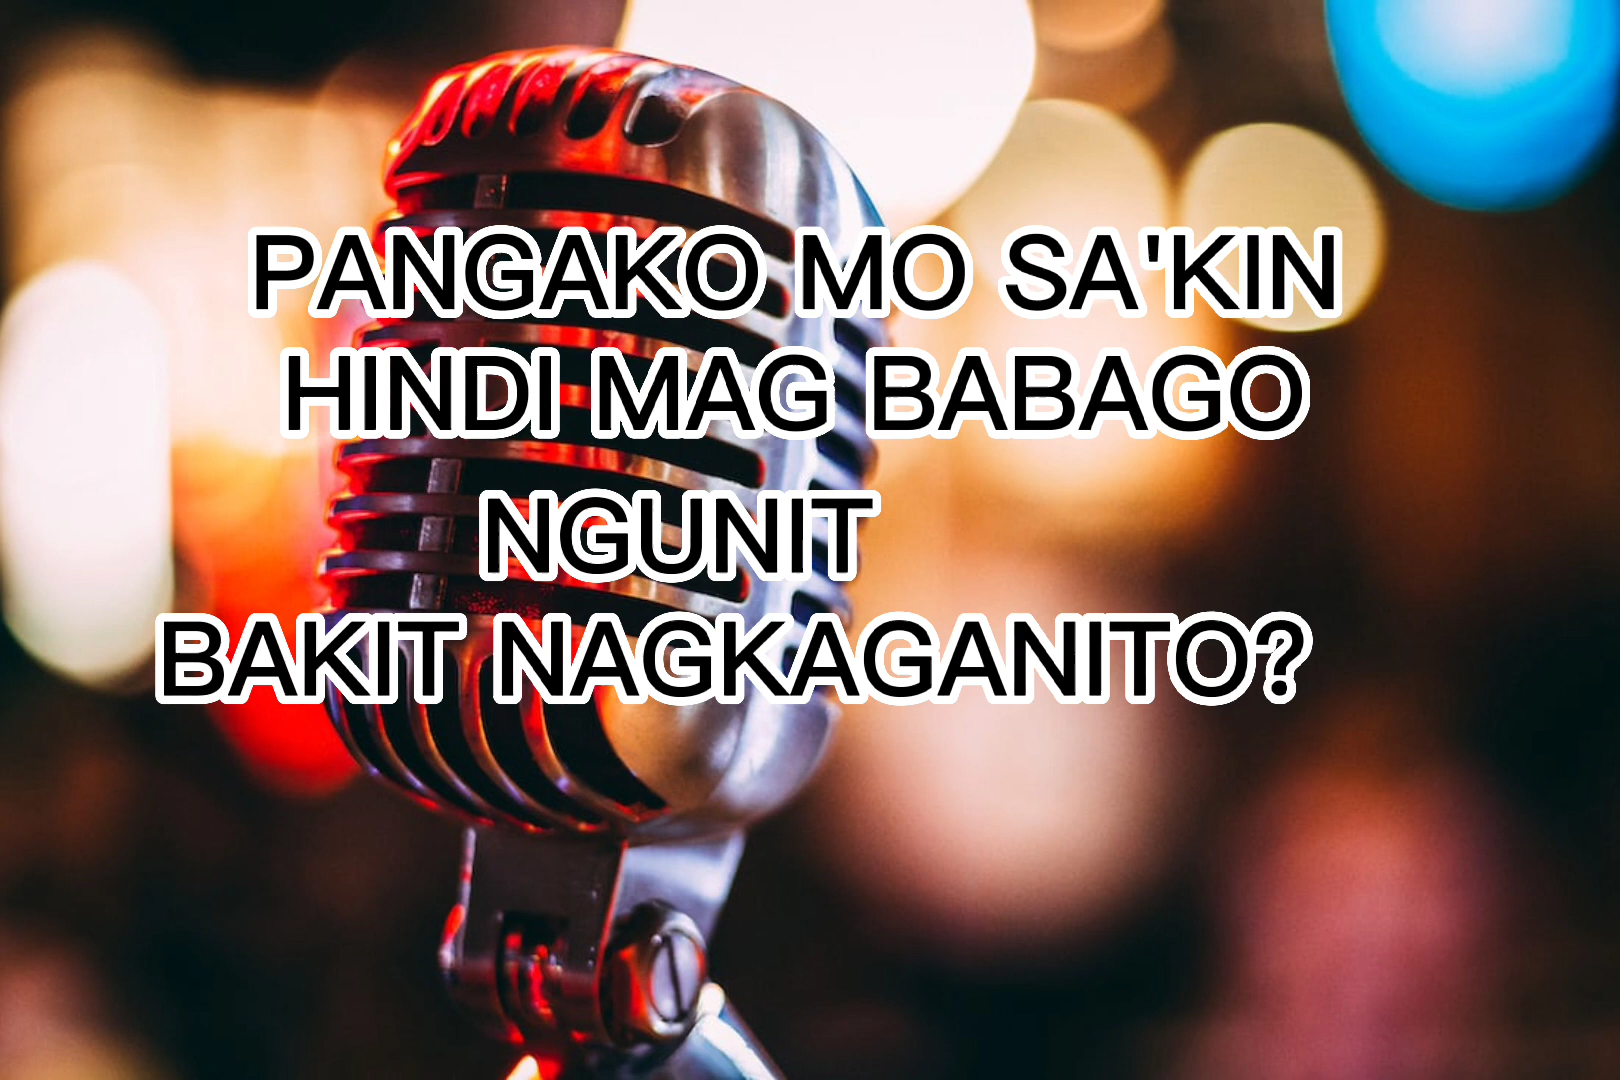 PANGAKO MO SA'KIN
HINDI MAG BABAGO
NGUNIT
BAKIT NAGKAGANITO?